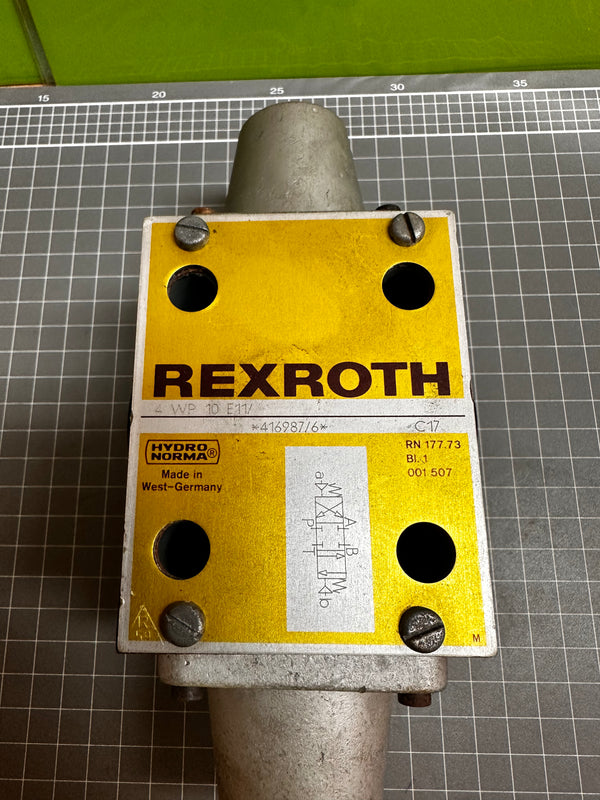 15 20 25 30 35
REXROTH
4 WP 10 E11/
*416987/6* C17
HYDRO
NORMA®
Made in
West-Germany
RN 177.73
Bl. 1
001 507
a
A
P
B
T
b
M